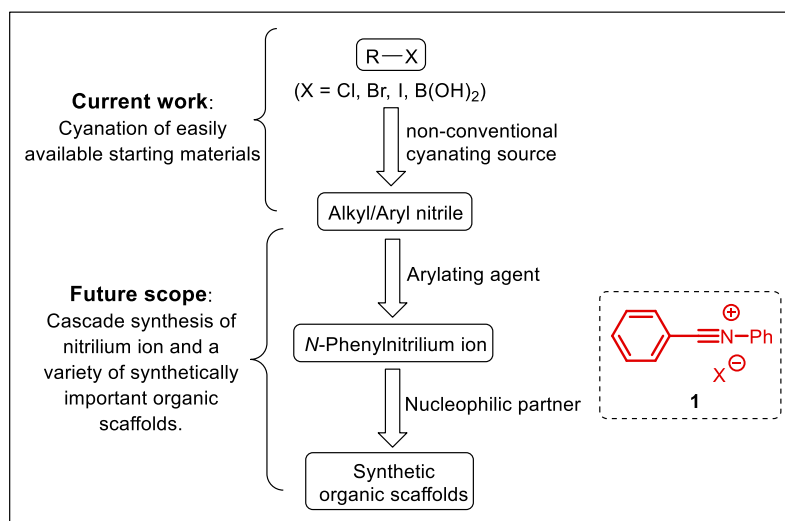 R—X
(X = Cl, Br, I, B(OH)₂)
Current work:
Cyanation of easily
available starting materials
non-conventional
cyanating source
Alkyl/Aryl nitrile
Arylating agent
Future scope:
Cascade synthesis of
nitrilium ion and a
variety of synthetically
important organic
scaffolds.
N-Phenylnitrilium ion
Nucleophilic partner
Synthetic
organic scaffolds
⊕
N—Ph
X⊖
1